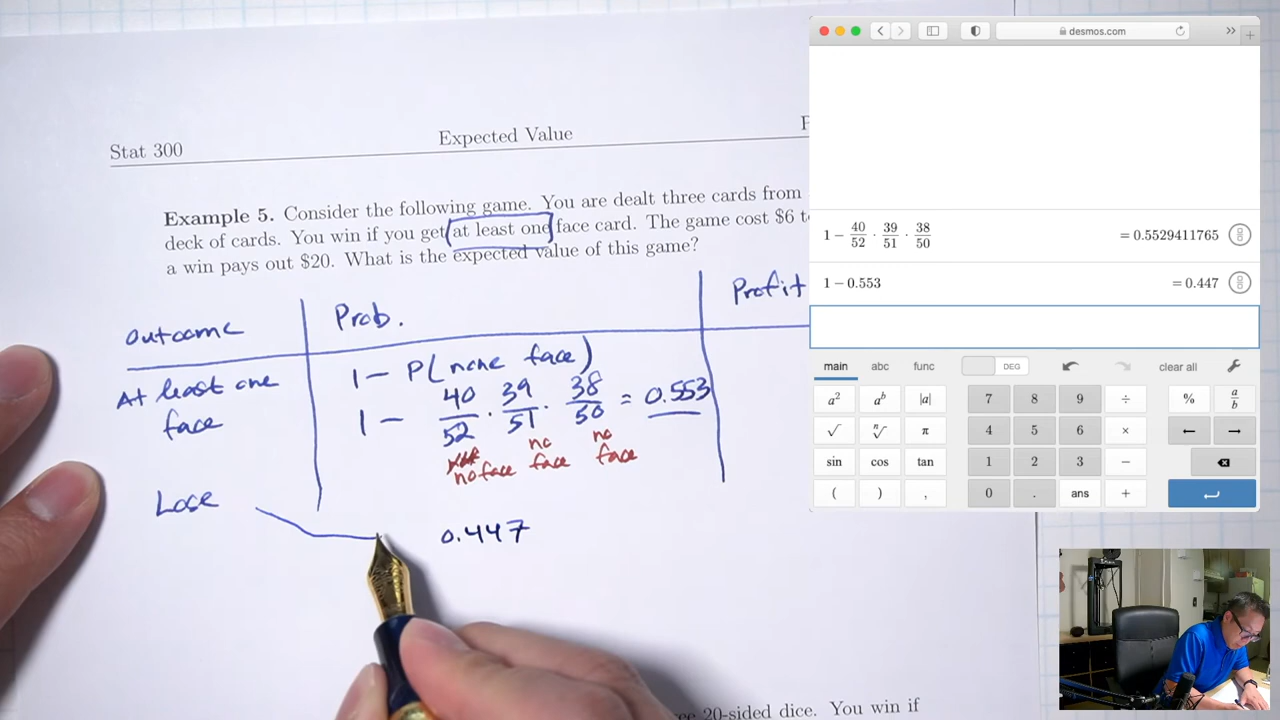 desmos.com
Stat 300 Expected Value
Example 5. Consider the following game. You are dealt three cards from
deck of cards. You win if you get at least one face card. The game cost $6 t
a win pays out $20. What is the expected value of this game?
Outcome Prob. Profit
At least one
face
1 - P(none face)
1 - 40/52 · 39/51 · 38/50 = 0.553
no face no face no face
Lose 0.447
20-sided dice. You win if
1 − 40/52 · 39/51 · 38/50 = 0.5529411765
1 − 0.553 = 0.447
main abc func DEG clear all
a² aᵇ |a| 7 8 9 ÷ % a/b
√ ⁿ√ π 4 5 6 × ← →
sin cos tan 1 2 3 −
( ) , 0 . ans +